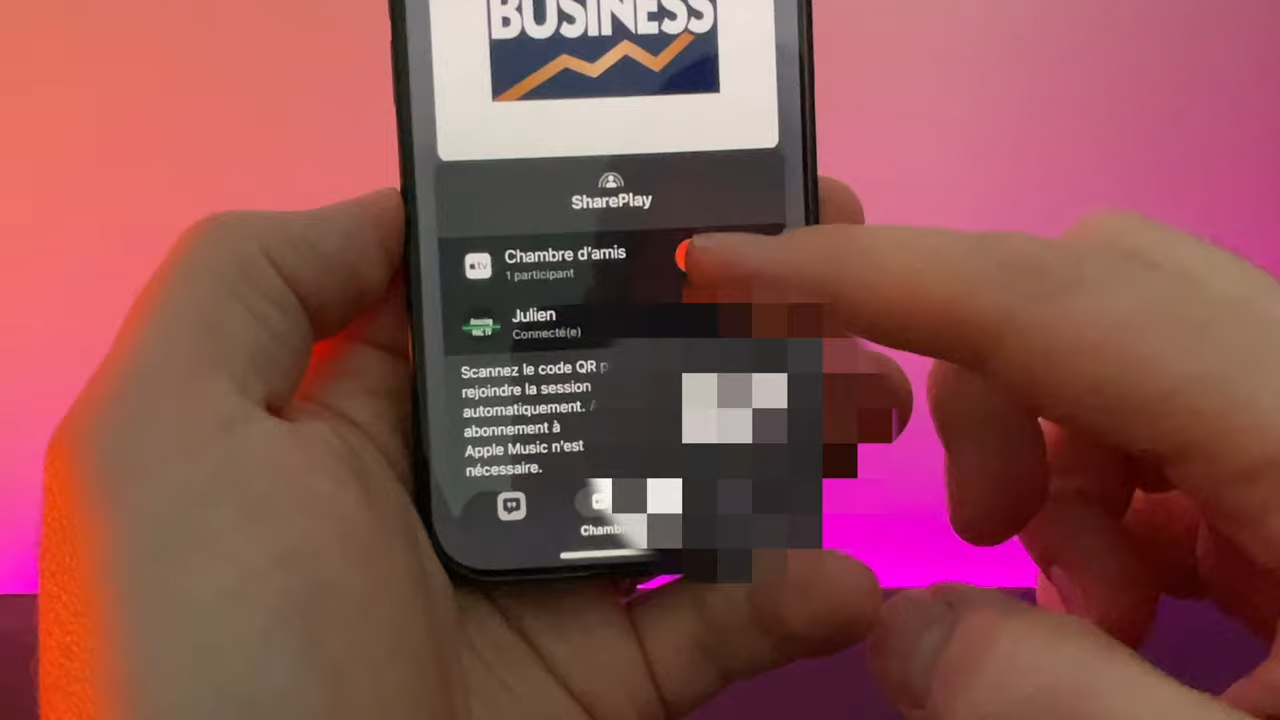 BUSINESS
SharePlay
tv
Chambre d'amis
1 participant
Julien
Connecté(e)
Scannez le code QR
rejoindre la session
automatiquement.
abonnement à
Apple Music n'est
nécessaire.